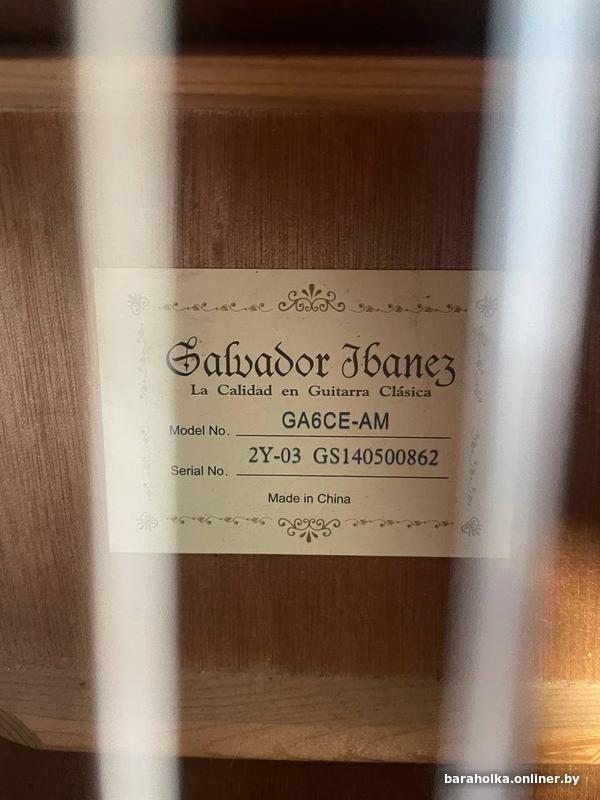 Salvador Ibanez
La Calidad en Guitarra Clásica
Model No. GA6CE-AM
Serial No. 2Y-03 GS140500862
Made in China
baraholka.onliner.by